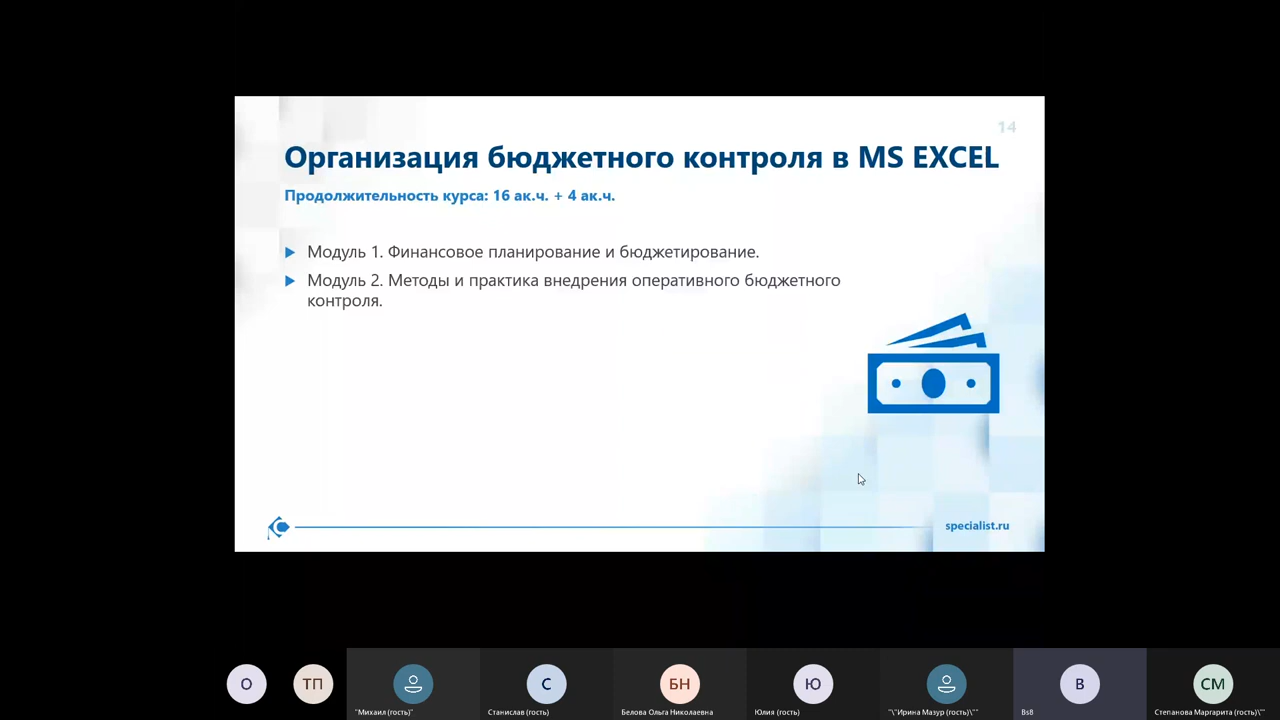 14
Организация бюджетного контроля в MS EXCEL
Продолжительность курса: 16 ак.ч. + 4 ак.ч.
Модуль 1. Финансовое планирование и бюджетирование.
Модуль 2. Методы и практика внедрения оперативного бюджетного
контроля.
specialist.ru
О
ТП
С
БН
Ю
В
СМ
"Михаил (гость)"
Станислав (гость)
Белова Ольга Николаевна
Юлия (гость)
"\"Ирина Мазур (гость)\""
Bs8
Степанова Маргарита (гость)\""